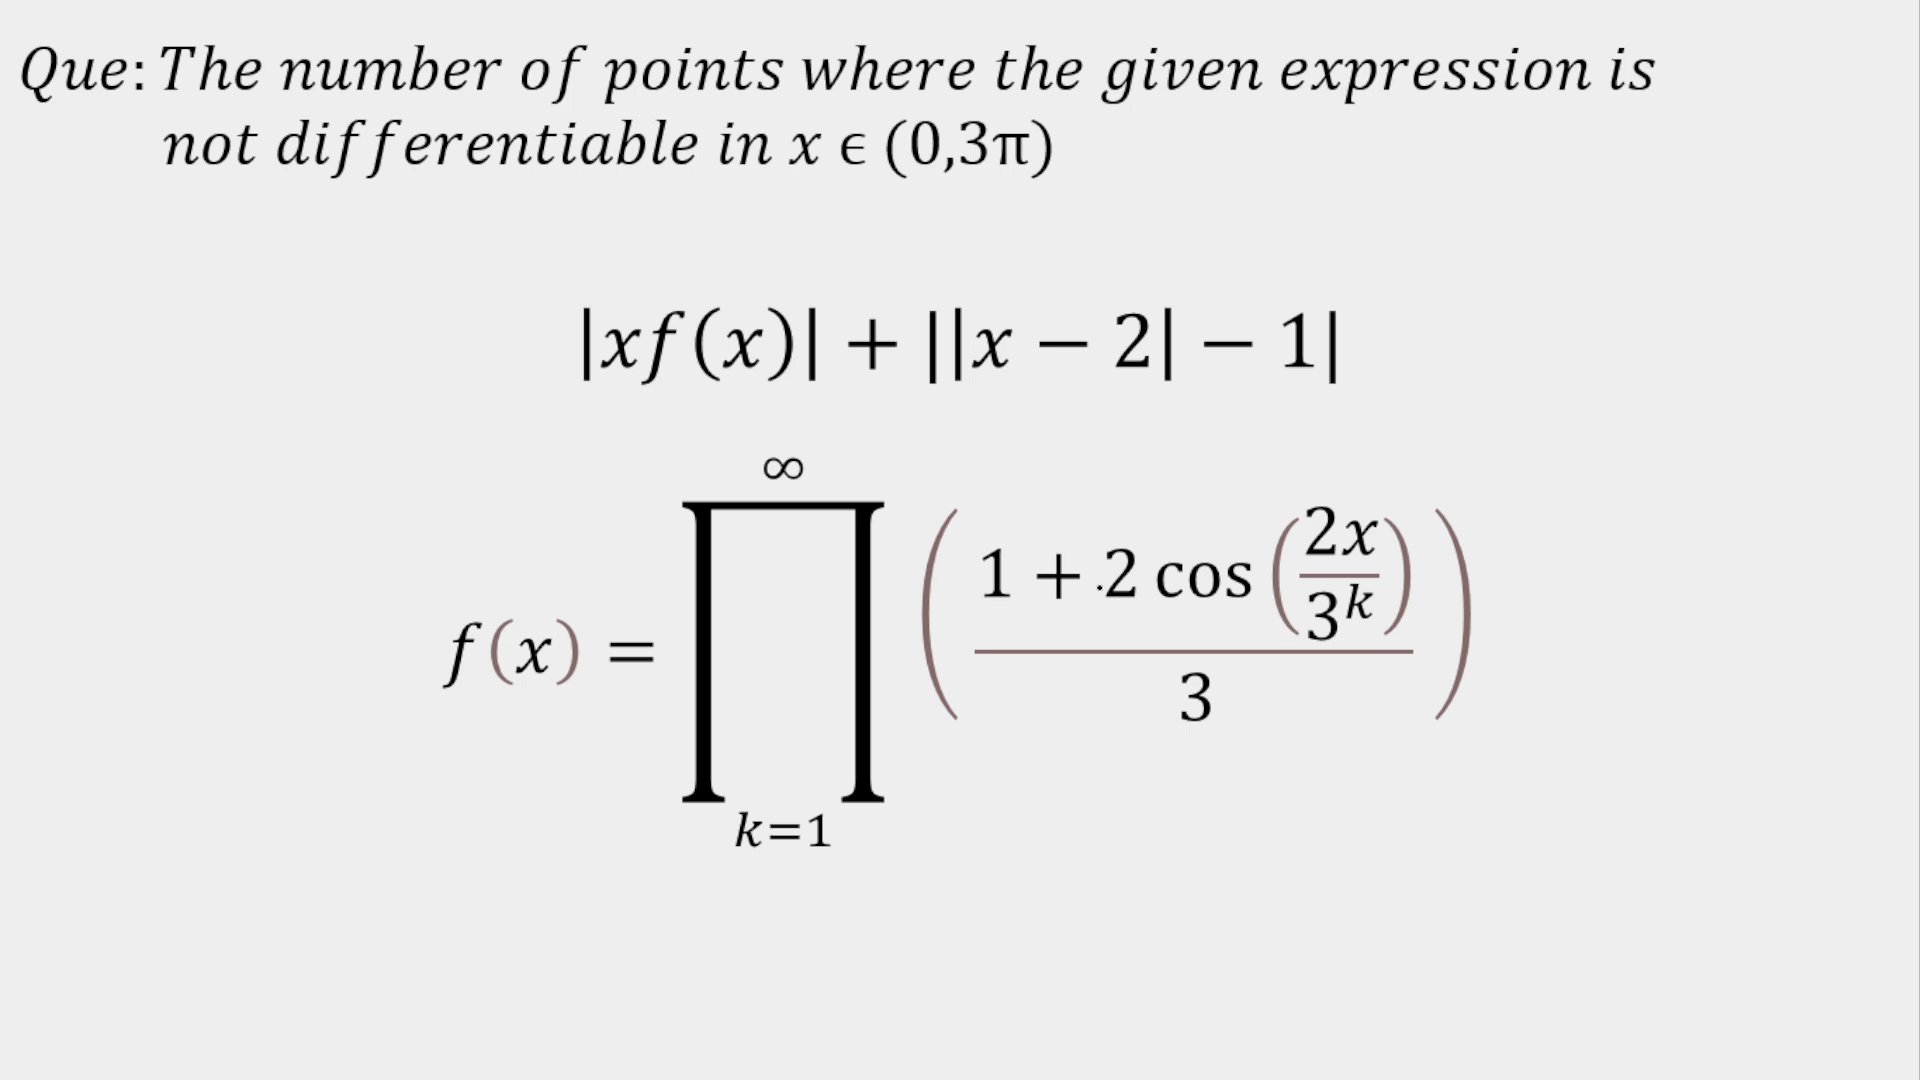 Que: The number of points where the given expression is
not differentiable in x ϵ (0,3π)
|xf(x)| + ||x − 2| − 1|
f(x) = ∏_{k=1}^{∞} ( (1 + 2 cos(2x/3^k)) / 3 )